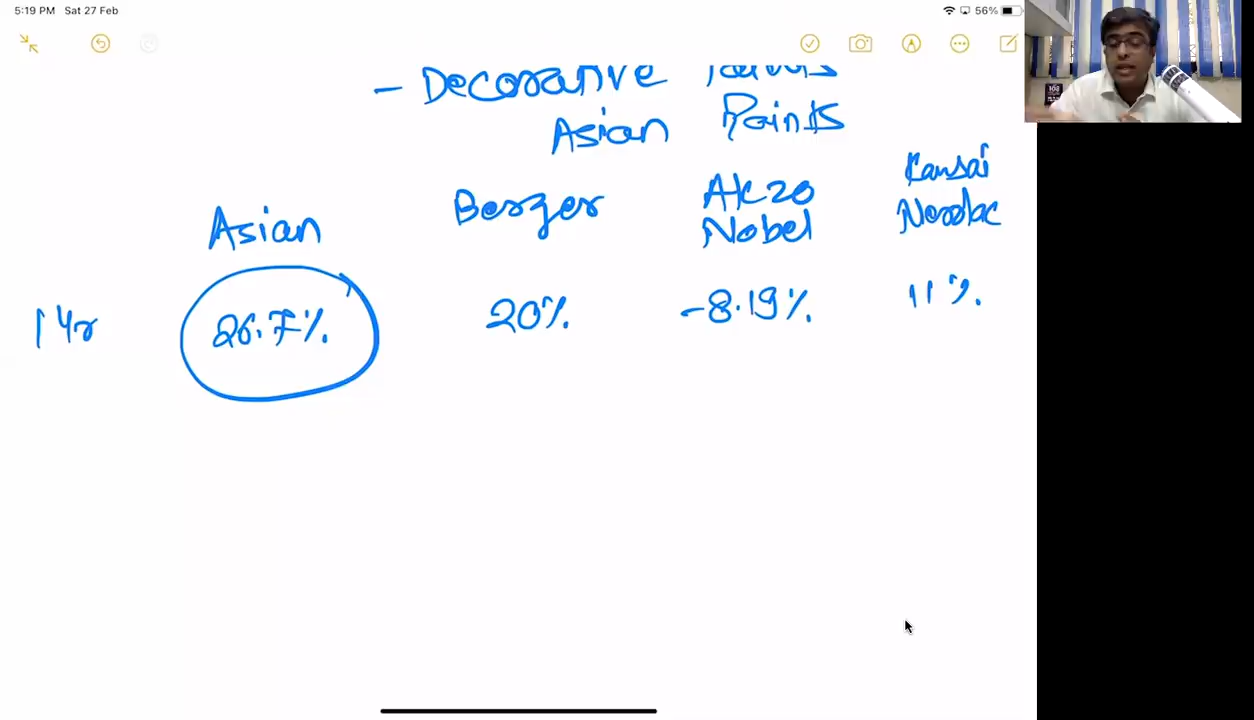 5:19 PM Sat 27 Feb 56%
- Decorative Paints
Asian Paints
Asian Berger Akzo Nobel Kansai Nerolac
1 Yr 26.7% 20% -8.19% 11%